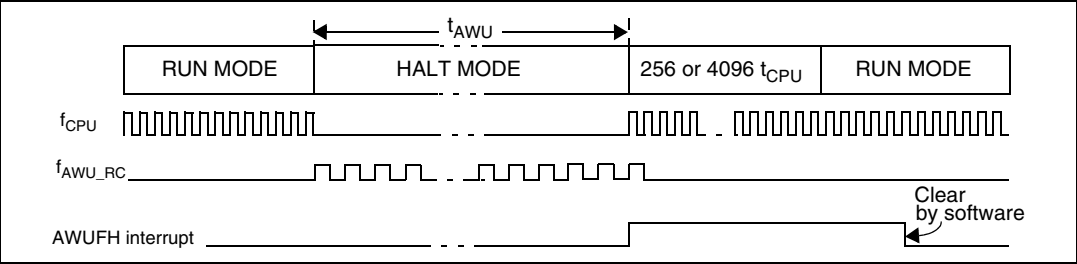 tAWU
RUN MODE HALT MODE 256 or 4096 tCPU RUN MODE
fCPU
fAWU_RC
Clear
by software
AWUFH interrupt